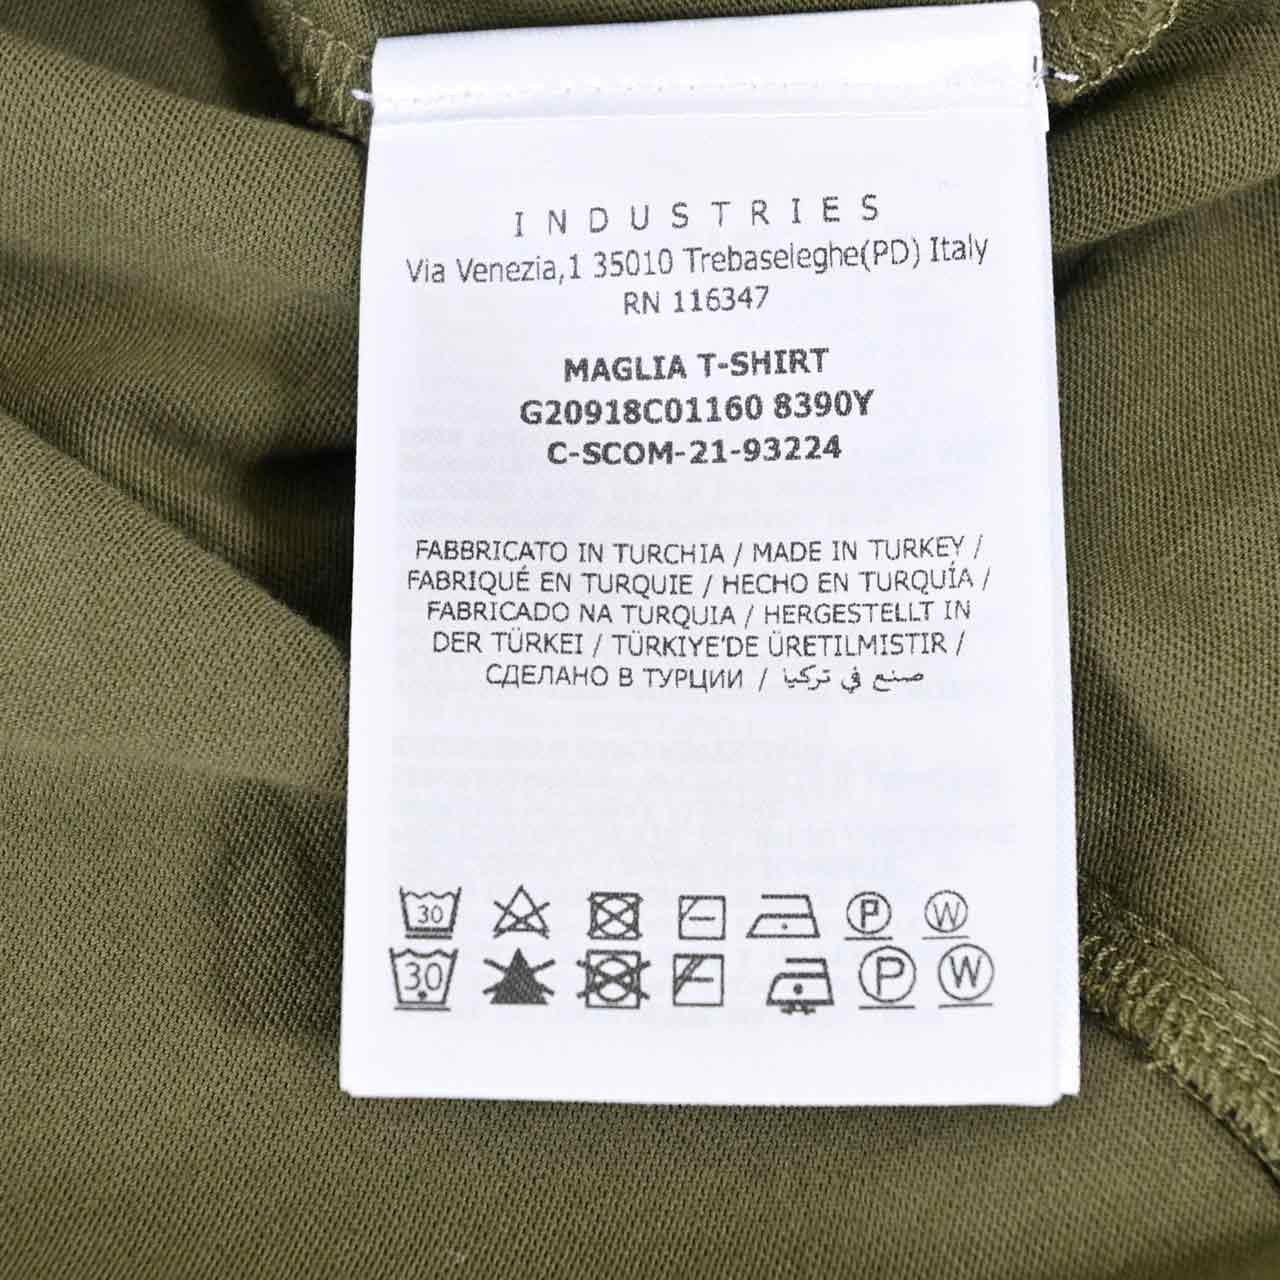 INDUSTRIES
Via Venezia,1 35010 Trebaseleghe(PD) Italy
RN 116347
MAGLIA T-SHIRT
G20918C01160 8390Y
C-SCOM-21-93224
FABBRICATO IN TURCHIA / MADE IN TURKEY /
FABRIQUÉ EN TURQUIE / HECHO EN TURQUÍA /
FABRICADO NA TURQUIA / HERGESTELLT IN
DER TÜRKEI / TÜRKIYE'DE ÜRETILMISTIR /
СДЕЛАНО В ТУРЦИИ / صنع في تركيا
30 P W
30 P W